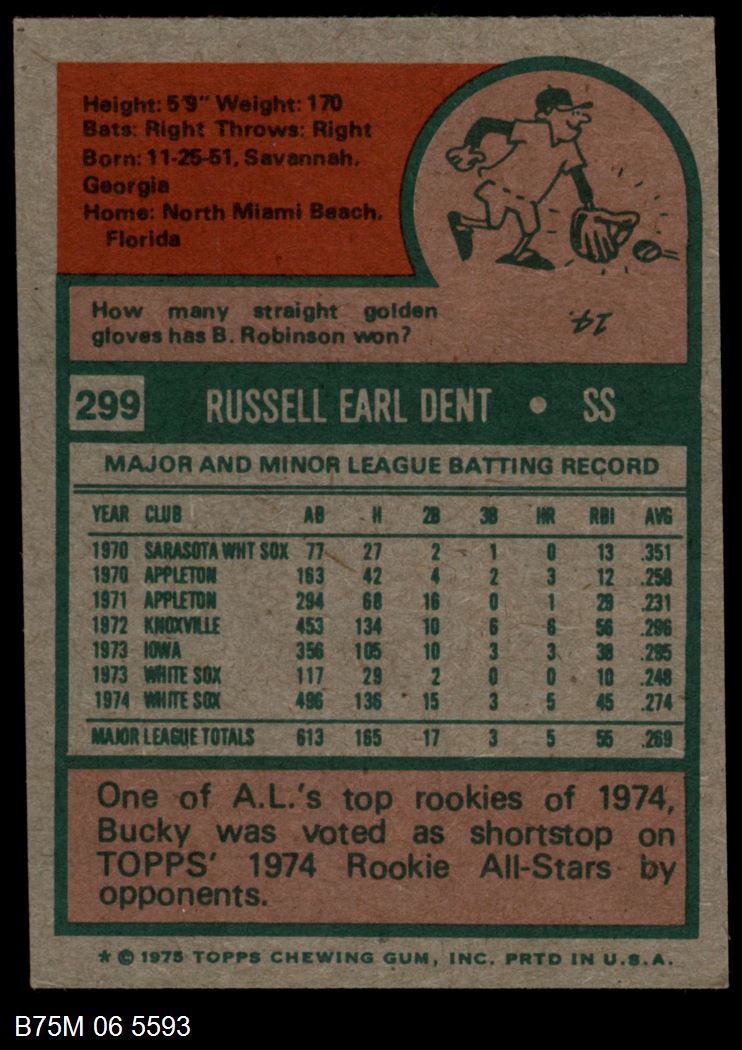 Height: 5'9" Weight: 170
Bats: Right Throws: Right
Born: 11-25-51, Savannah,
Georgia
Home: North Miami Beach,
Florida
How many straight golden
gloves has B. Robinson won?
14.
299 RUSSELL EARL DENT • SS
MAJOR AND MINOR LEAGUE BATTING RECORD
YEAR CLUB AB H 2B 3B HR RBI AVG
1970 SARASOTA WHT SOX 77 27 2 1 0 13 .351
1970 APPLETON 163 42 4 2 3 12 .258
1971 APPLETON 294 68 16 0 1 29 .231
1972 KNOXVILLE 453 134 10 6 6 56 .296
1973 IOWA 356 105 10 3 3 38 .295
1973 WHITE SOX 117 29 2 0 0 10 .248
1974 WHITE SOX 496 136 15 3 5 45 .274
MAJOR LEAGUE TOTALS 613 165 17 3 5 55 .269
One of A.L.'s top rookies of 1974,
Bucky was voted as shortstop on
TOPPS' 1974 Rookie All-Stars by
opponents.
* © 1975 TOPPS CHEWING GUM, INC. PRTD IN U.S.A.
B75M 06 5593